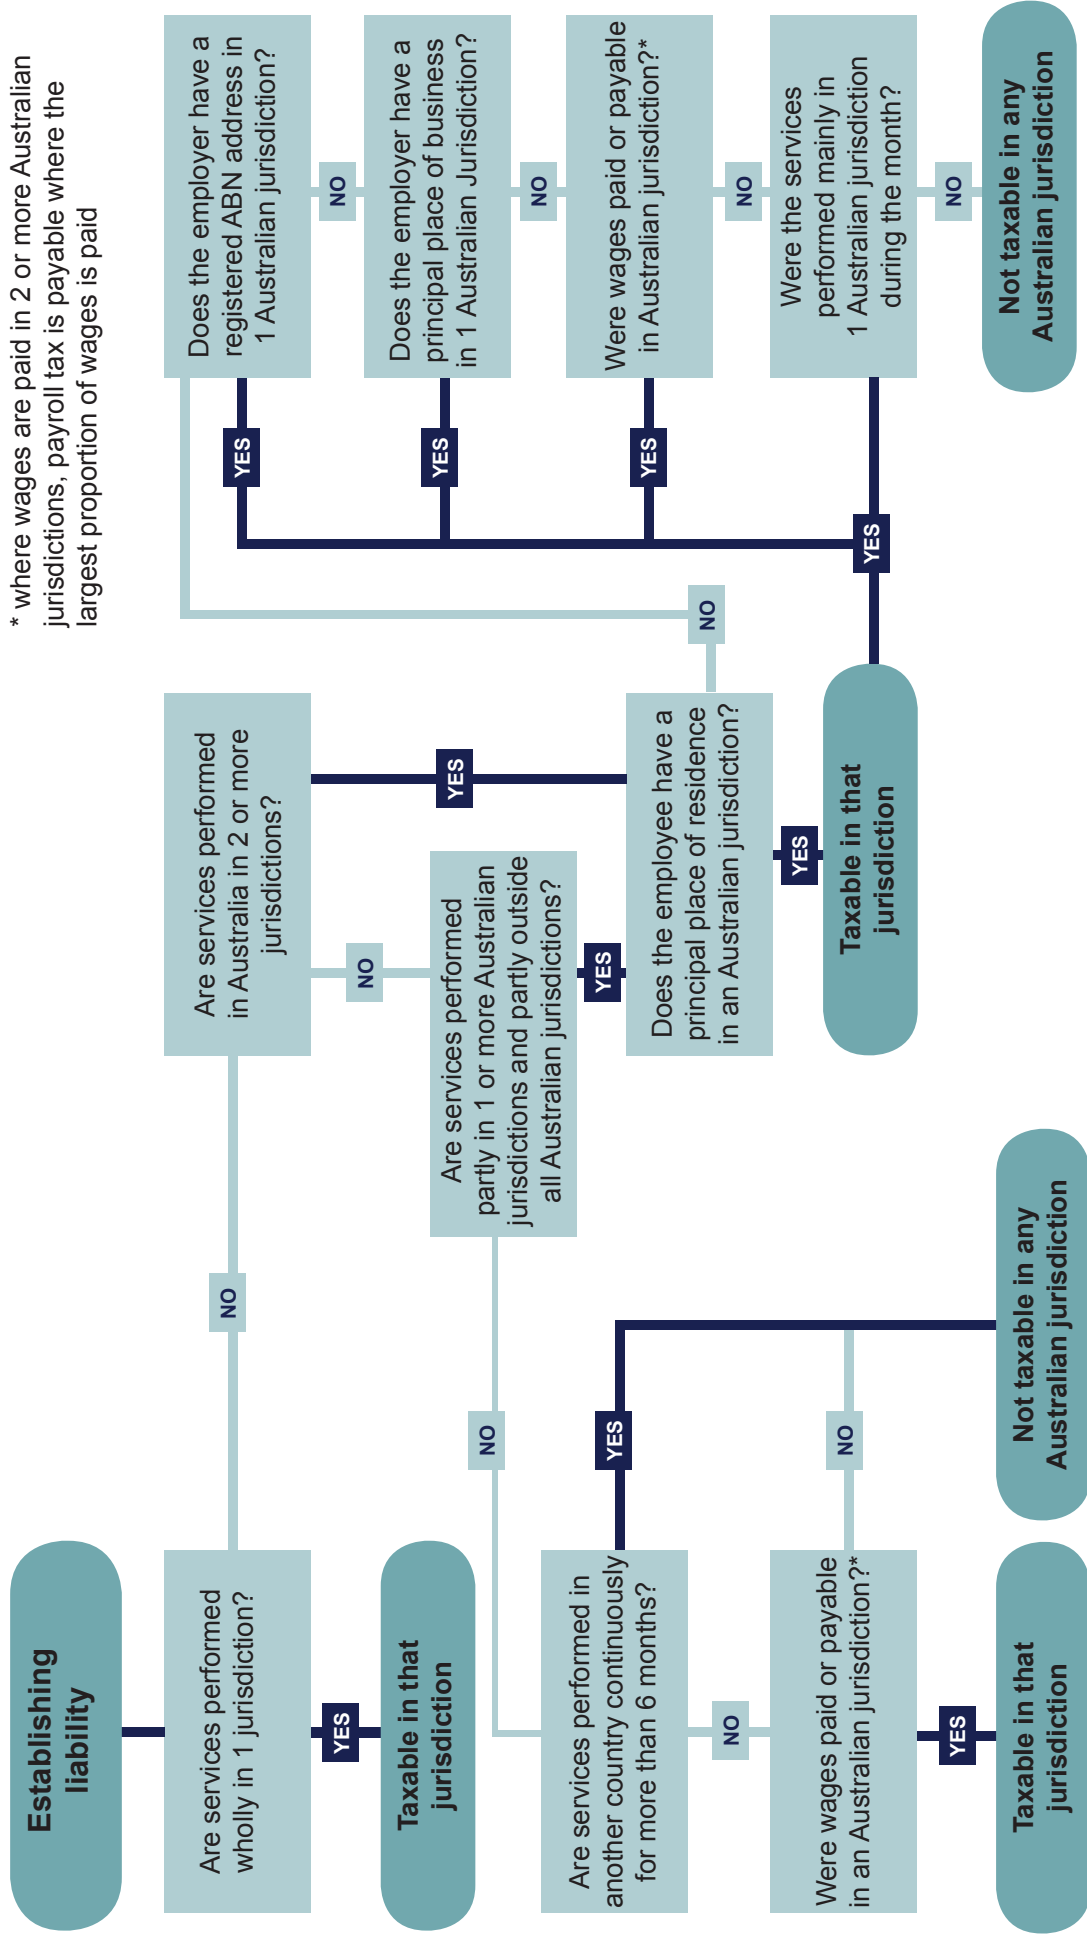 Establishing
liability
Are services performed
wholly in 1 jurisdiction?
YES
Taxable in that
jurisdiction
NO
Are services performed
in Australia in 2 or more
jurisdictions?
NO
YES
Are services performed
partly in 1 or more Australian
jurisdictions and partly outside
all Australian jurisdictions?
NO
YES
Are services performed in
another country continuously
for more than 6 months?
YES
NO
Were wages paid or payable
in an Australian jurisdiction?*
NO
YES
Taxable in that
jurisdiction
Not taxable in any
Australian jurisdiction
Does the employee have a
principal place of residence
in an Australian jurisdiction?
NO
YES
Taxable in that
jurisdiction
* where wages are paid in 2 or more Australian
jurisdictions, payroll tax is payable where the
largest proportion of wages is paid
Does the employer have a
registered ABN address in
1 Australian jurisdiction?
YES
NO
Does the employer have a
principal place of business
in 1 Australian Jurisdiction?
YES
NO
Were wages paid or payable
in Australian jurisdiction?*
YES
NO
Were the services
performed mainly in
1 Australian jurisdiction
during the month?
YES
NO
Not taxable in any
Australian jurisdiction